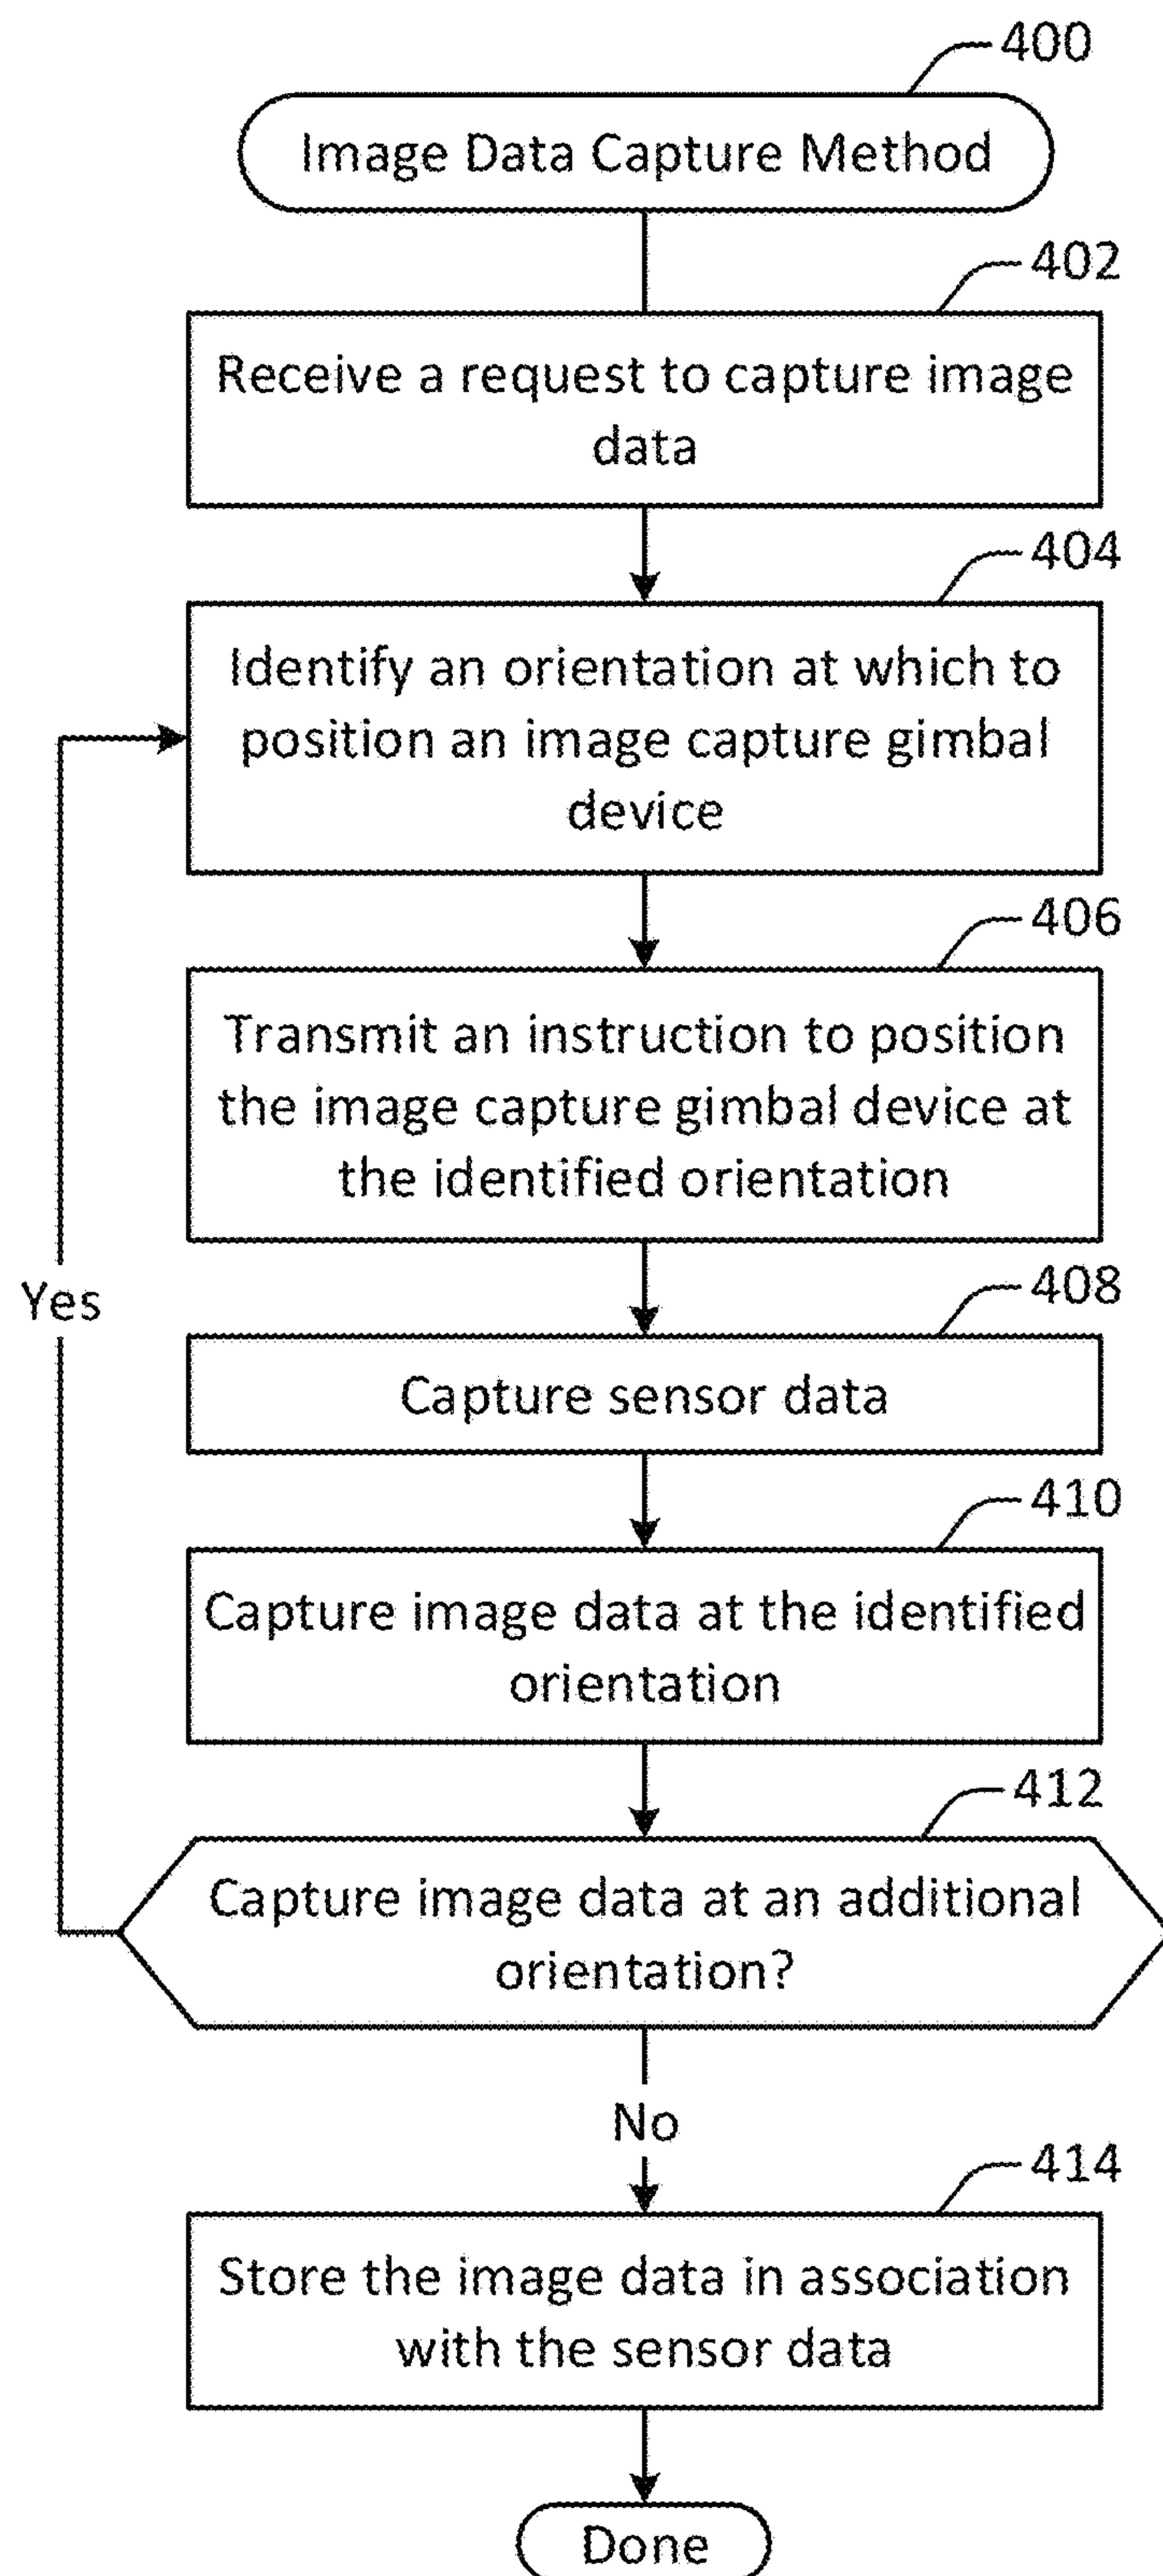 400
Image Data Capture Method
402
Receive a request to capture image
data
404
Identify an orientation at which to
position an image capture gimbal
device
406
Transmit an instruction to position
the image capture gimbal device at
the identified orientation
Yes
408
Capture sensor data
410
Capture image data at the identified
orientation
412
Capture image data at an additional
orientation?
No
414
Store the image data in association
with the sensor data
Done